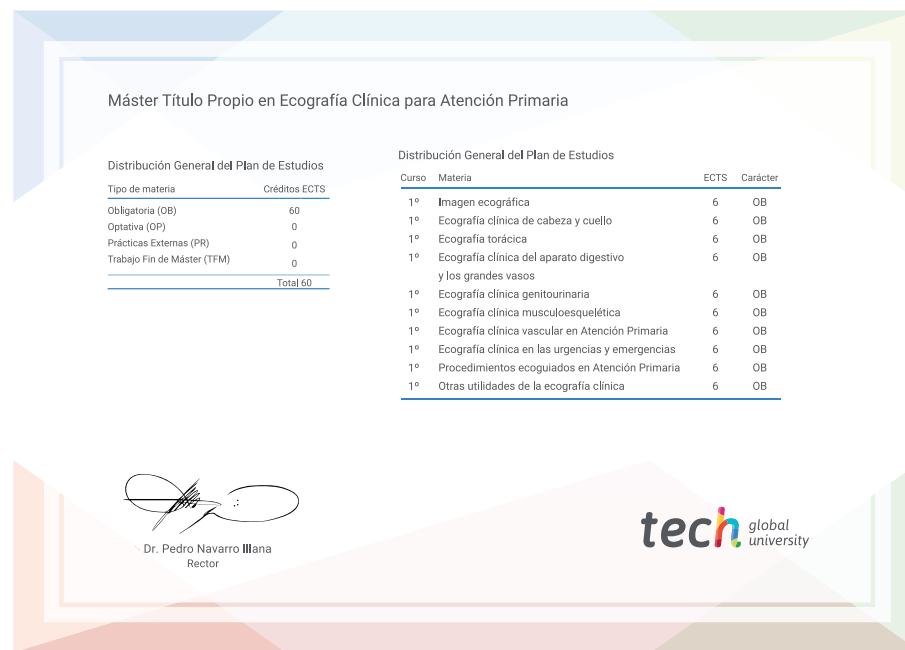 Máster Título Propio en Ecografía Clínica para Atención Primaria
Distribución General del Plan de Estudios
Tipo de materia Créditos ECTS
Obligatoria (OB) 60
Optativa (OP) 0
Prácticas Externas (PR) 0
Trabajo Fin de Máster (TFM) 0
Total 60
Distribución General del Plan de Estudios
Curso Materia ECTS Carácter
1º Imagen ecográfica 6 OB
1º Ecografía clínica de cabeza y cuello 6 OB
1º Ecografía torácica 6 OB
1º Ecografía clínica del aparato digestivo 6 OB
y los grandes vasos
1º Ecografía clínica genitourinaria 6 OB
1º Ecografía clínica musculoesquelética 6 OB
1º Ecografía clínica vascular en Atención Primaria 6 OB
1º Ecografía clínica en las urgencias y emergencias 6 OB
1º Procedimientos ecoguiados en Atención Primaria 6 OB
1º Otras utilidades de la ecografía clínica 6 OB
Dr. Pedro Navarro Illana
Rector
tech global
university